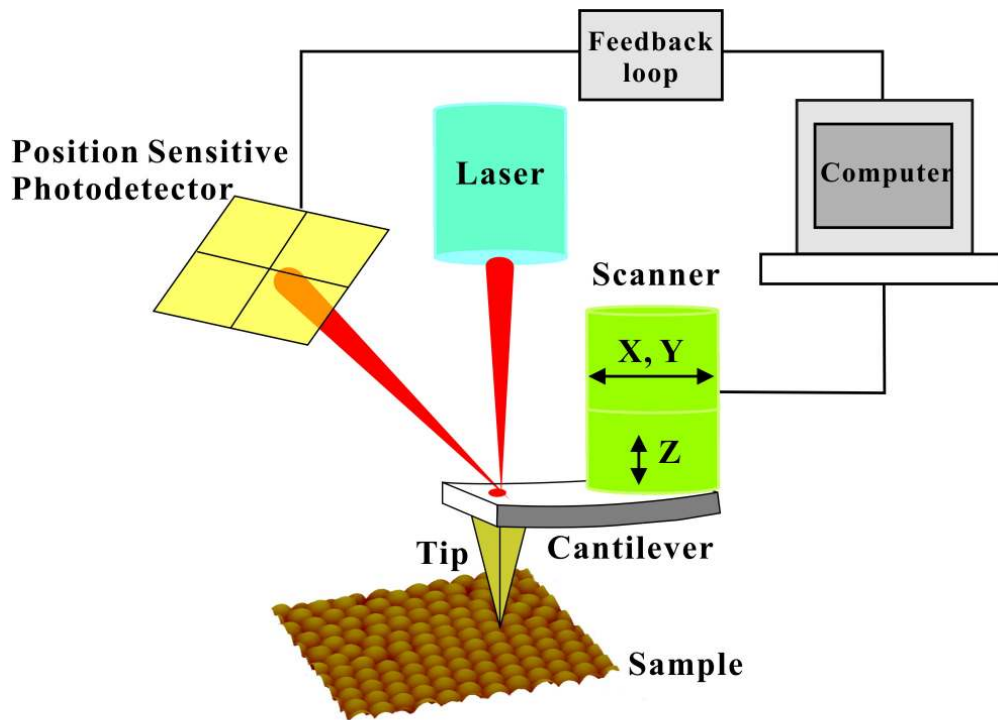 Feedback
loop
Position Sensitive
Photodetector
Laser
Computer
Scanner
X, Y
Z
Tip
Cantilever
Sample